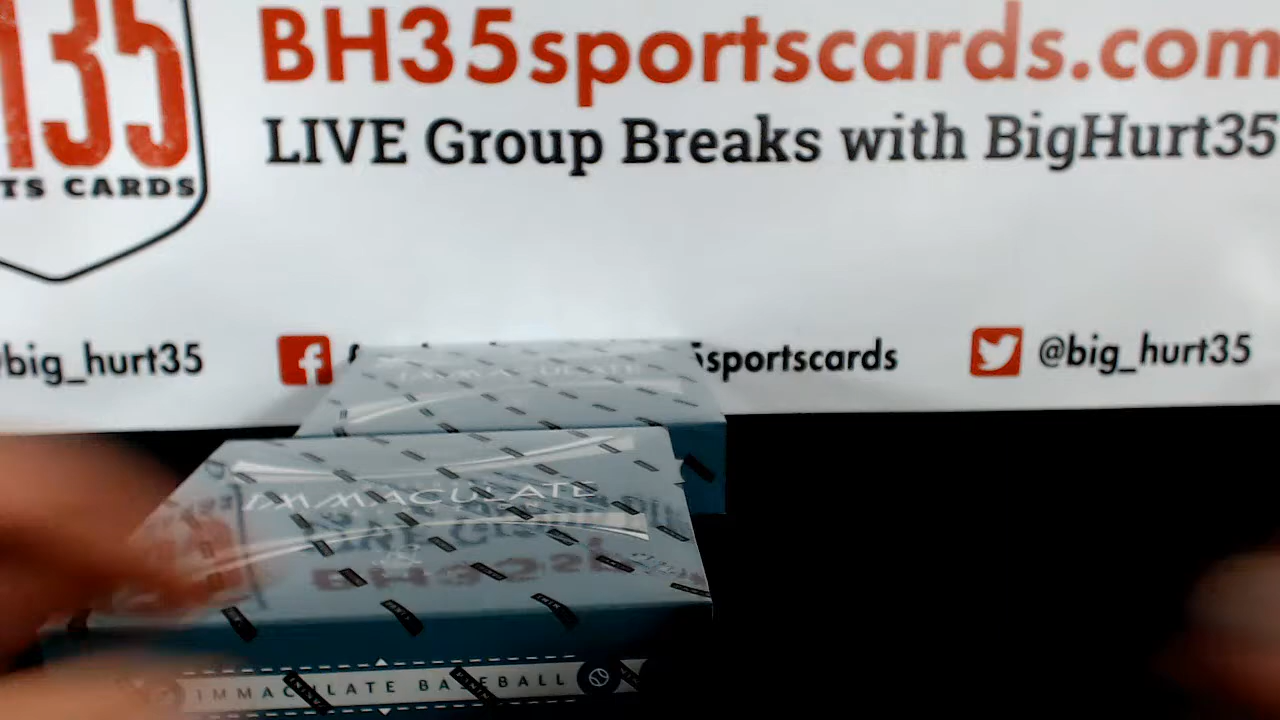 135
TS CARDS
BH35sportscards.com
LIVE Group Breaks with BigHurt35
big_hurt35
sportscards
@big_hurt35
IMMACULATE
IMMACULATE
IMMACULATE BASEBALL